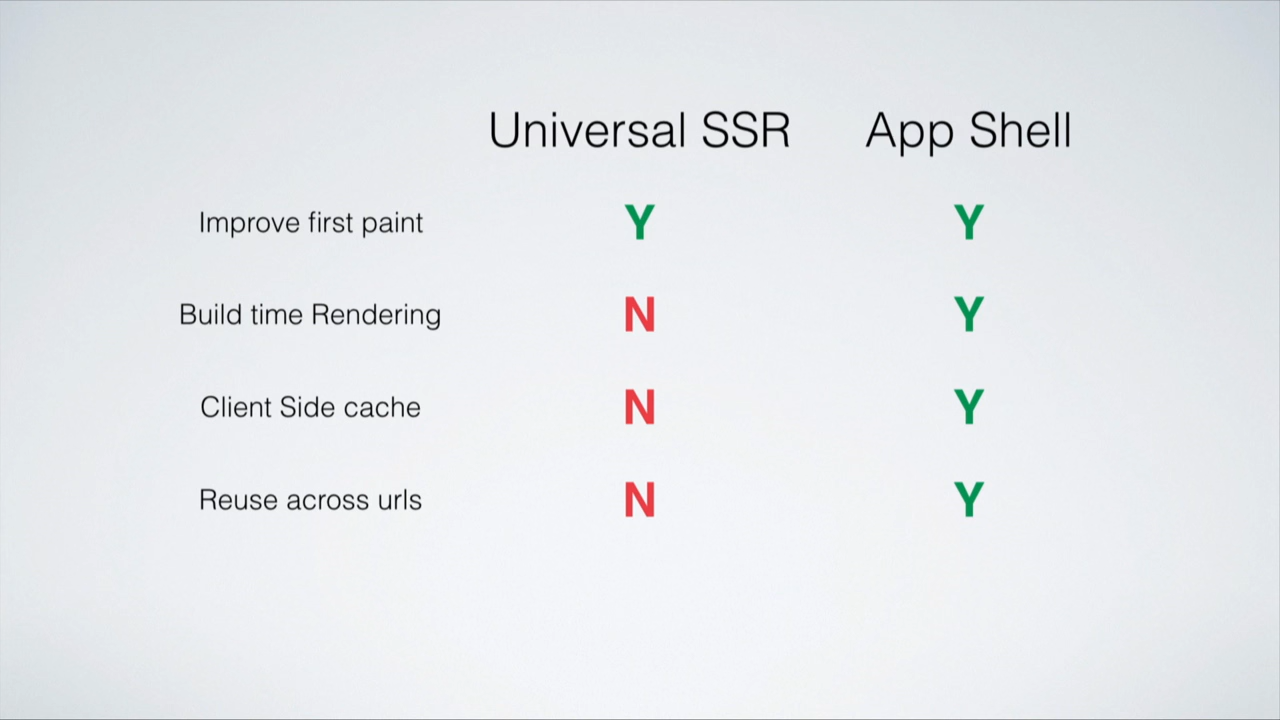 Universal SSR App Shell
Improve first paint Y Y
Build time Rendering N Y
Client Side cache N Y
Reuse across urls N Y